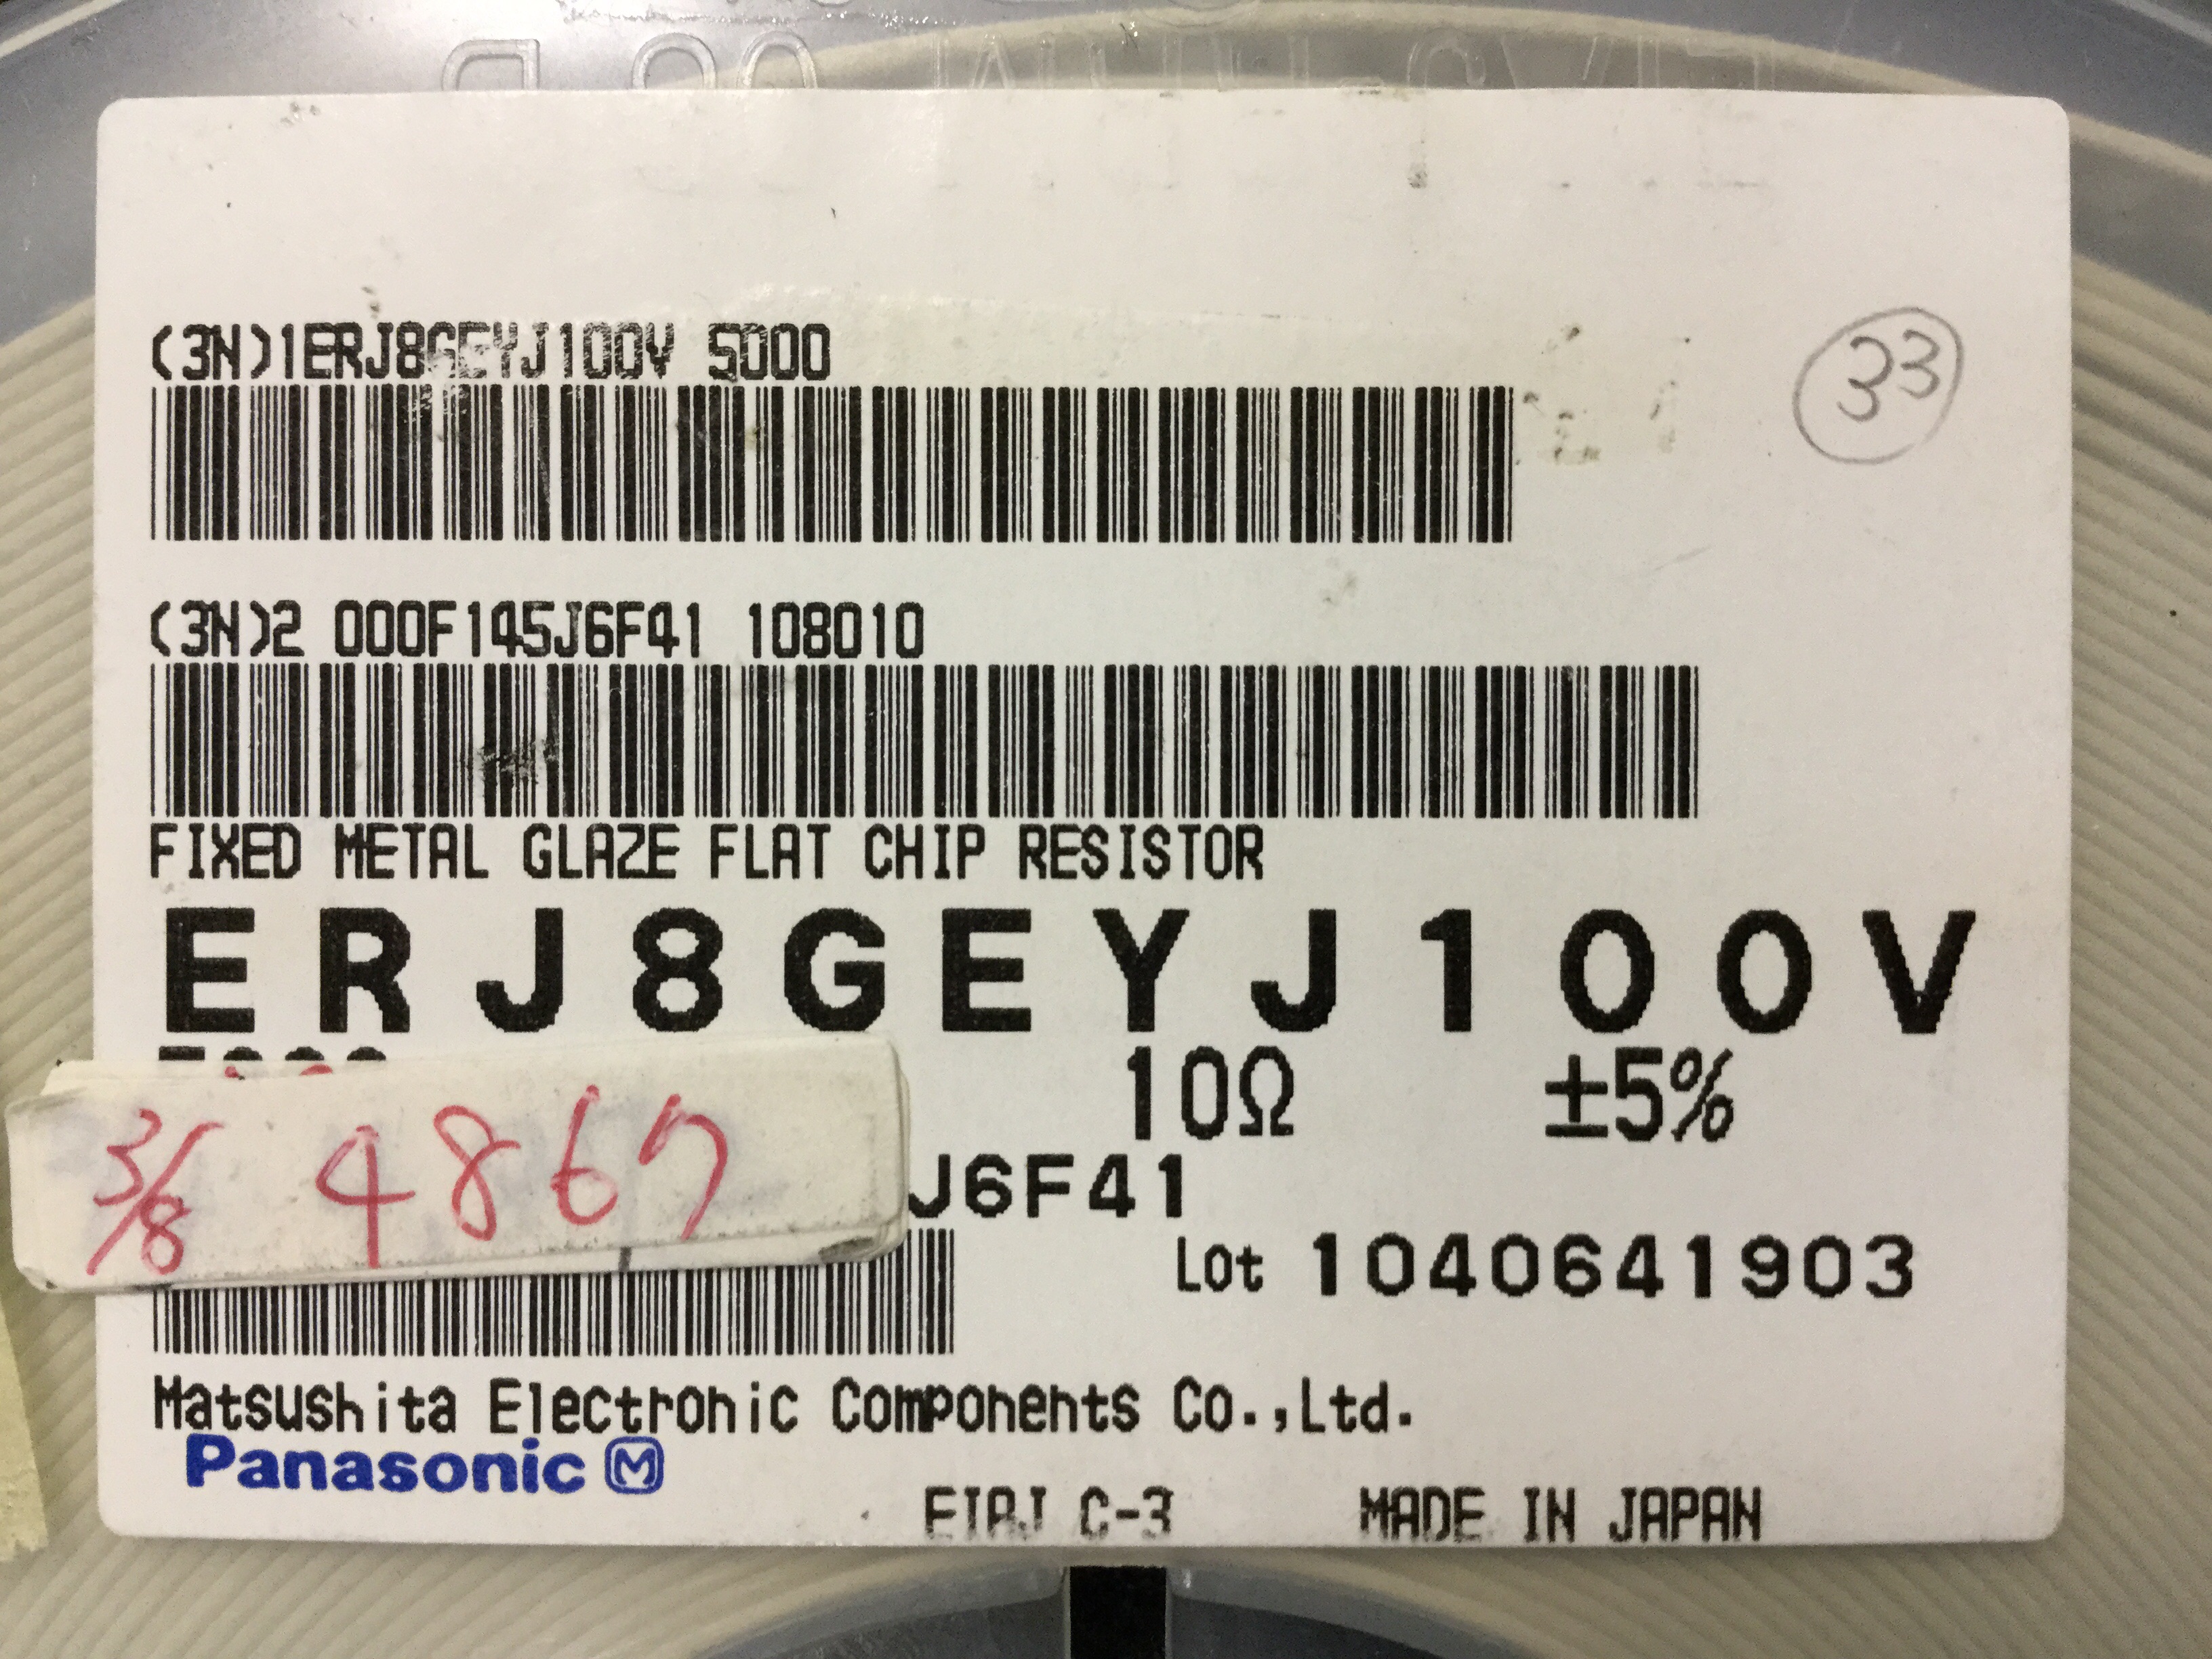 33
(3N)1ERJ8GEYJ100V 5000
(3N)2 000F145J6F41 108010
FIXED METAL GLAZE FLAT CHIP RESISTOR
ERJ8GEYJ100V
10Ω ±5%
3/8 4867
J6F41
Lot 1040641903
Matsushita Electronic Components Co.,Ltd.
Panasonic M
EIAJ C-3 MADE IN JAPAN